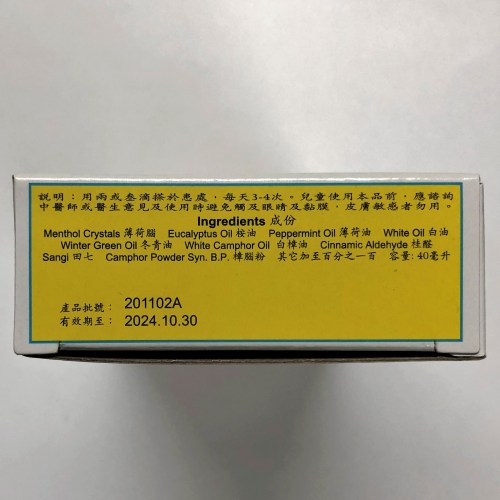 說明：用兩或叁滴搽於患處，每天3-4次。兒童使用本品前，應諮詢
中醫師或醫生意見及使用時避免觸及眼睛及黏膜，皮膚敏感者勿用。
Ingredients 成份
Menthol Crystals 薄荷腦 Eucalyptus Oil 桉油 Peppermint Oil 薄荷油 White Oil 白油
Winter Green Oil 冬青油 White Camphor Oil 白樟油 Cinnamic Aldehyde 桂醛
Sangi 田七 Camphor Powder Syn. B.P. 樟腦粉 其它加至百分之一百 容量: 40毫升
產品批號： 201102A
有效期至： 2024.10.30